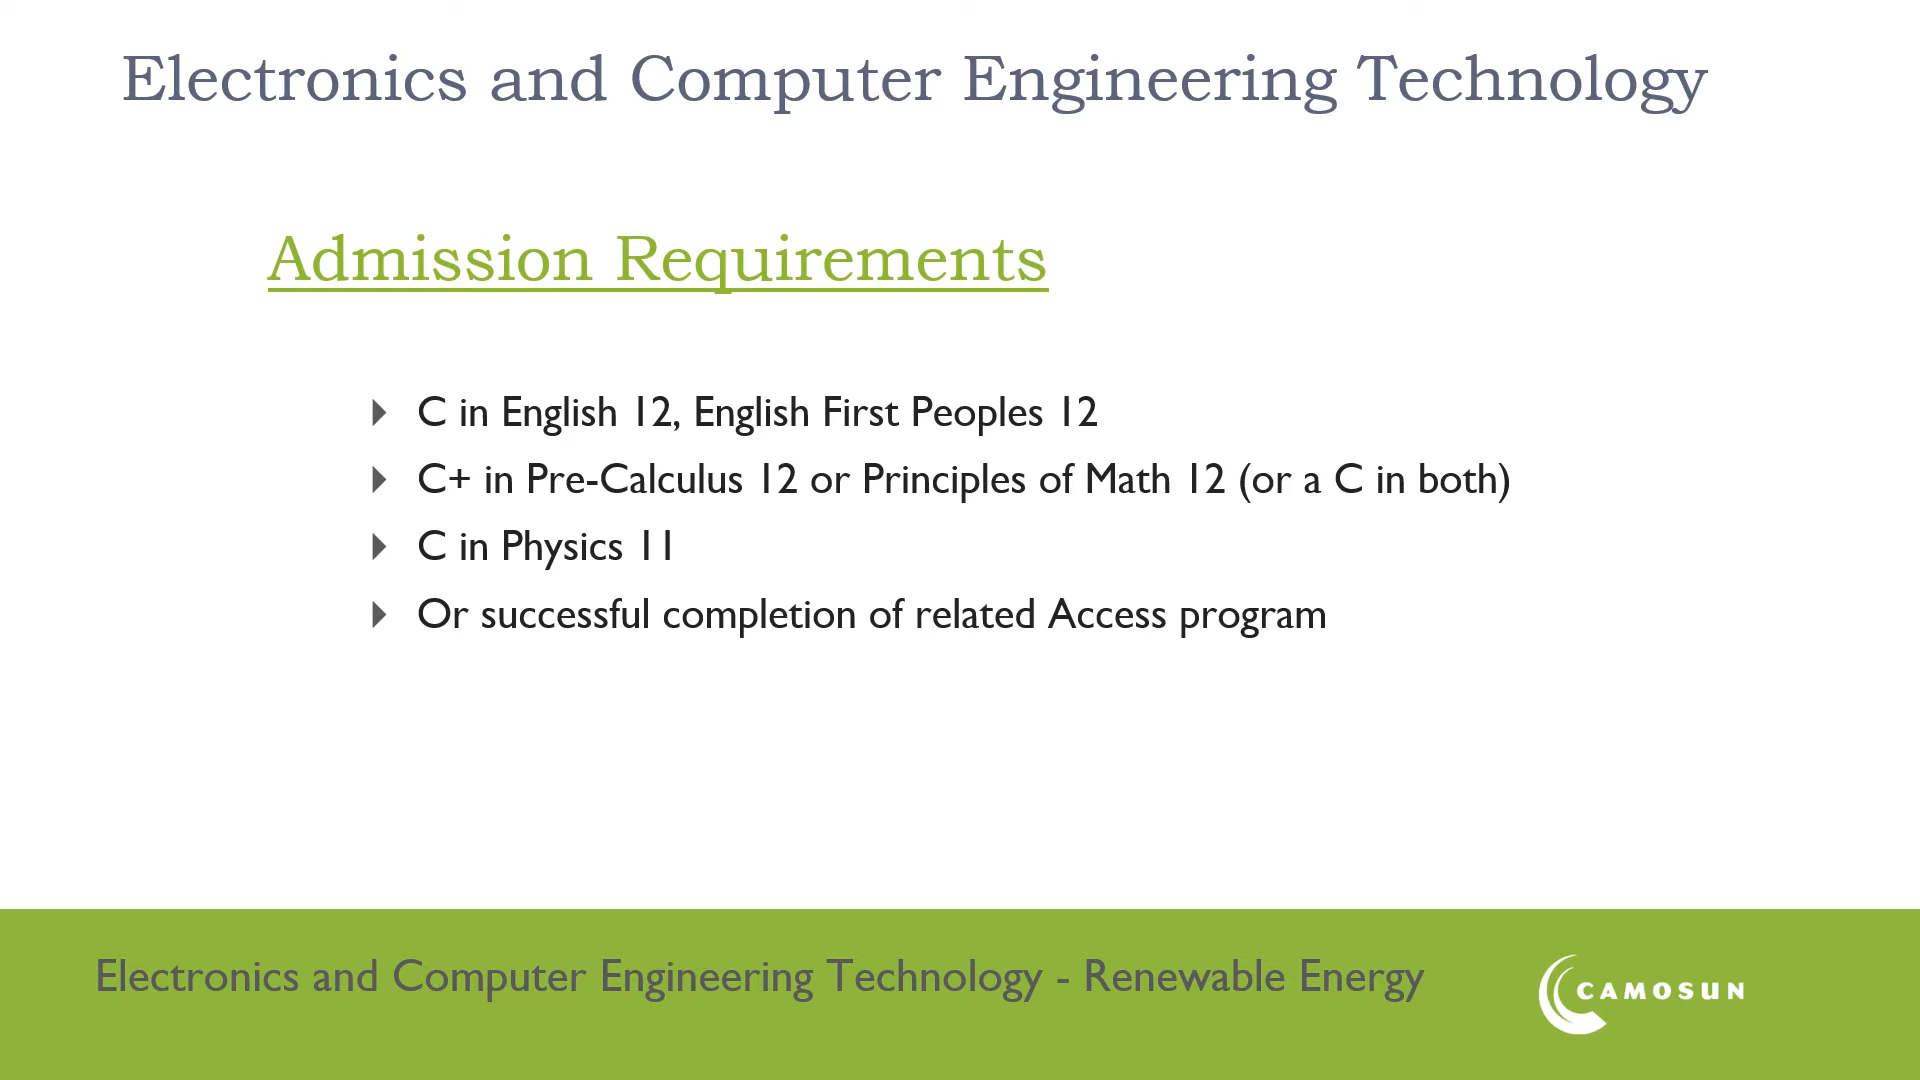 Electronics and Computer Engineering Technology
Admission Requirements
C in English 12, English First Peoples 12
C+ in Pre-Calculus 12 or Principles of Math 12 (or a C in both)
C in Physics 11
Or successful completion of related Access program
Electronics and Computer Engineering Technology - Renewable Energy
CAMOSUN